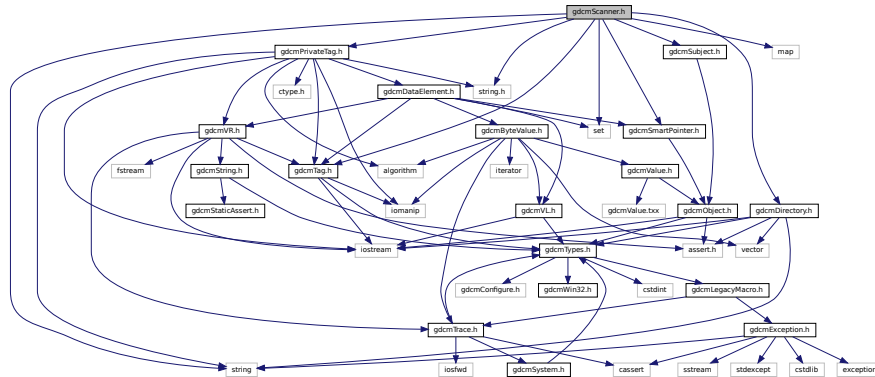 gdcmScanner.h
gdcmPrivateTag.h
gdcmSubject.h
map
ctype.h
gdcmDataElement.h
string.h
gdcmVR.h
gdcmByteValue.h
set
gdcmSmartPointer.h
fstream
gdcmString.h
gdcmTag.h
algorithm
iterator
gdcmValue.h
gdcmStaticAssert.h
iomanip
gdcmVL.h
gdcmValue.txx
gdcmObject.h
gdcmDirectory.h
iostream
gdcmTypes.h
assert.h
vector
gdcmConfigure.h
gdcmWin32.h
cstdint
gdcmLegacyMacro.h
gdcmTrace.h
gdcmException.h
string
iosfwd
gdcmSystem.h
cassert
sstream
stdexcept
cstdlib
exception